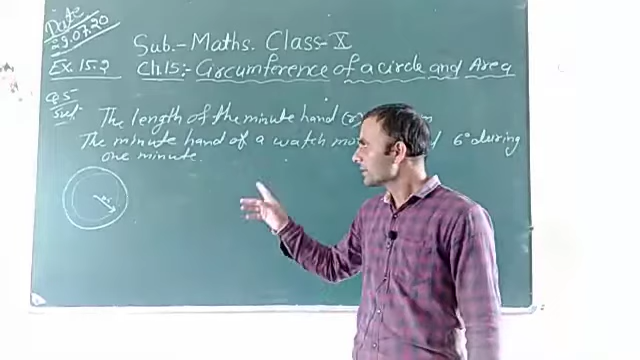 Date
29.07.20
Sub.- Maths. Class- X
Ex. 15.2 Ch.15:- Circumference of a circle and Area
Q.5
Sol.
The length of the minute hand (r)
The minute hand of a watch 6° during
one minute.